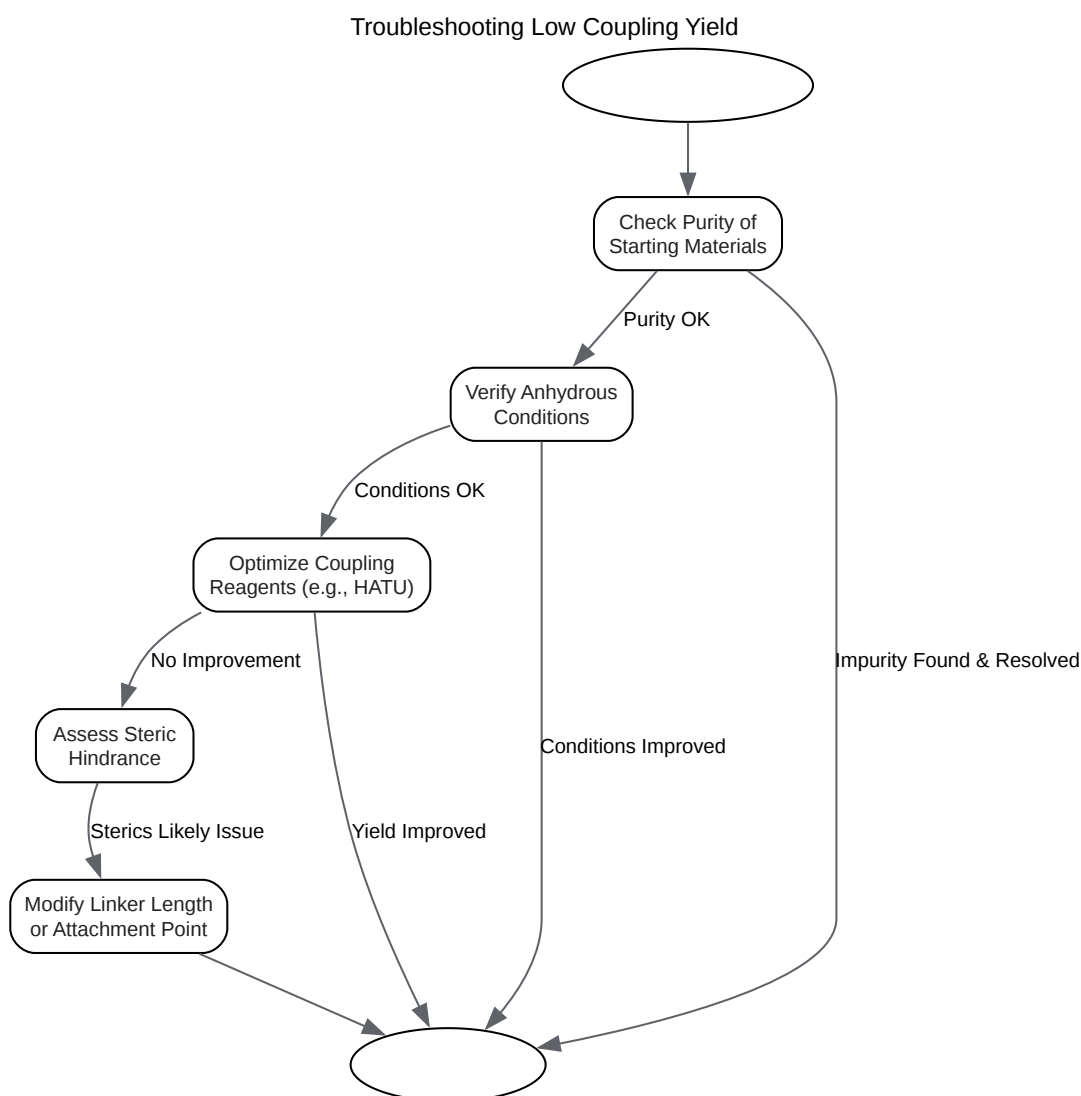 Troubleshooting Low Coupling Yield
Check Purity of
Starting Materials
Purity OK
Verify Anhydrous
Conditions
Conditions OK
Optimize Coupling
Reagents (e.g., HATU)
No Improvement
Impurity Found & Resolved
Assess Steric
Hindrance
Conditions Improved
Sterics Likely Issue
Yield Improved
Modify Linker Length
or Attachment Point